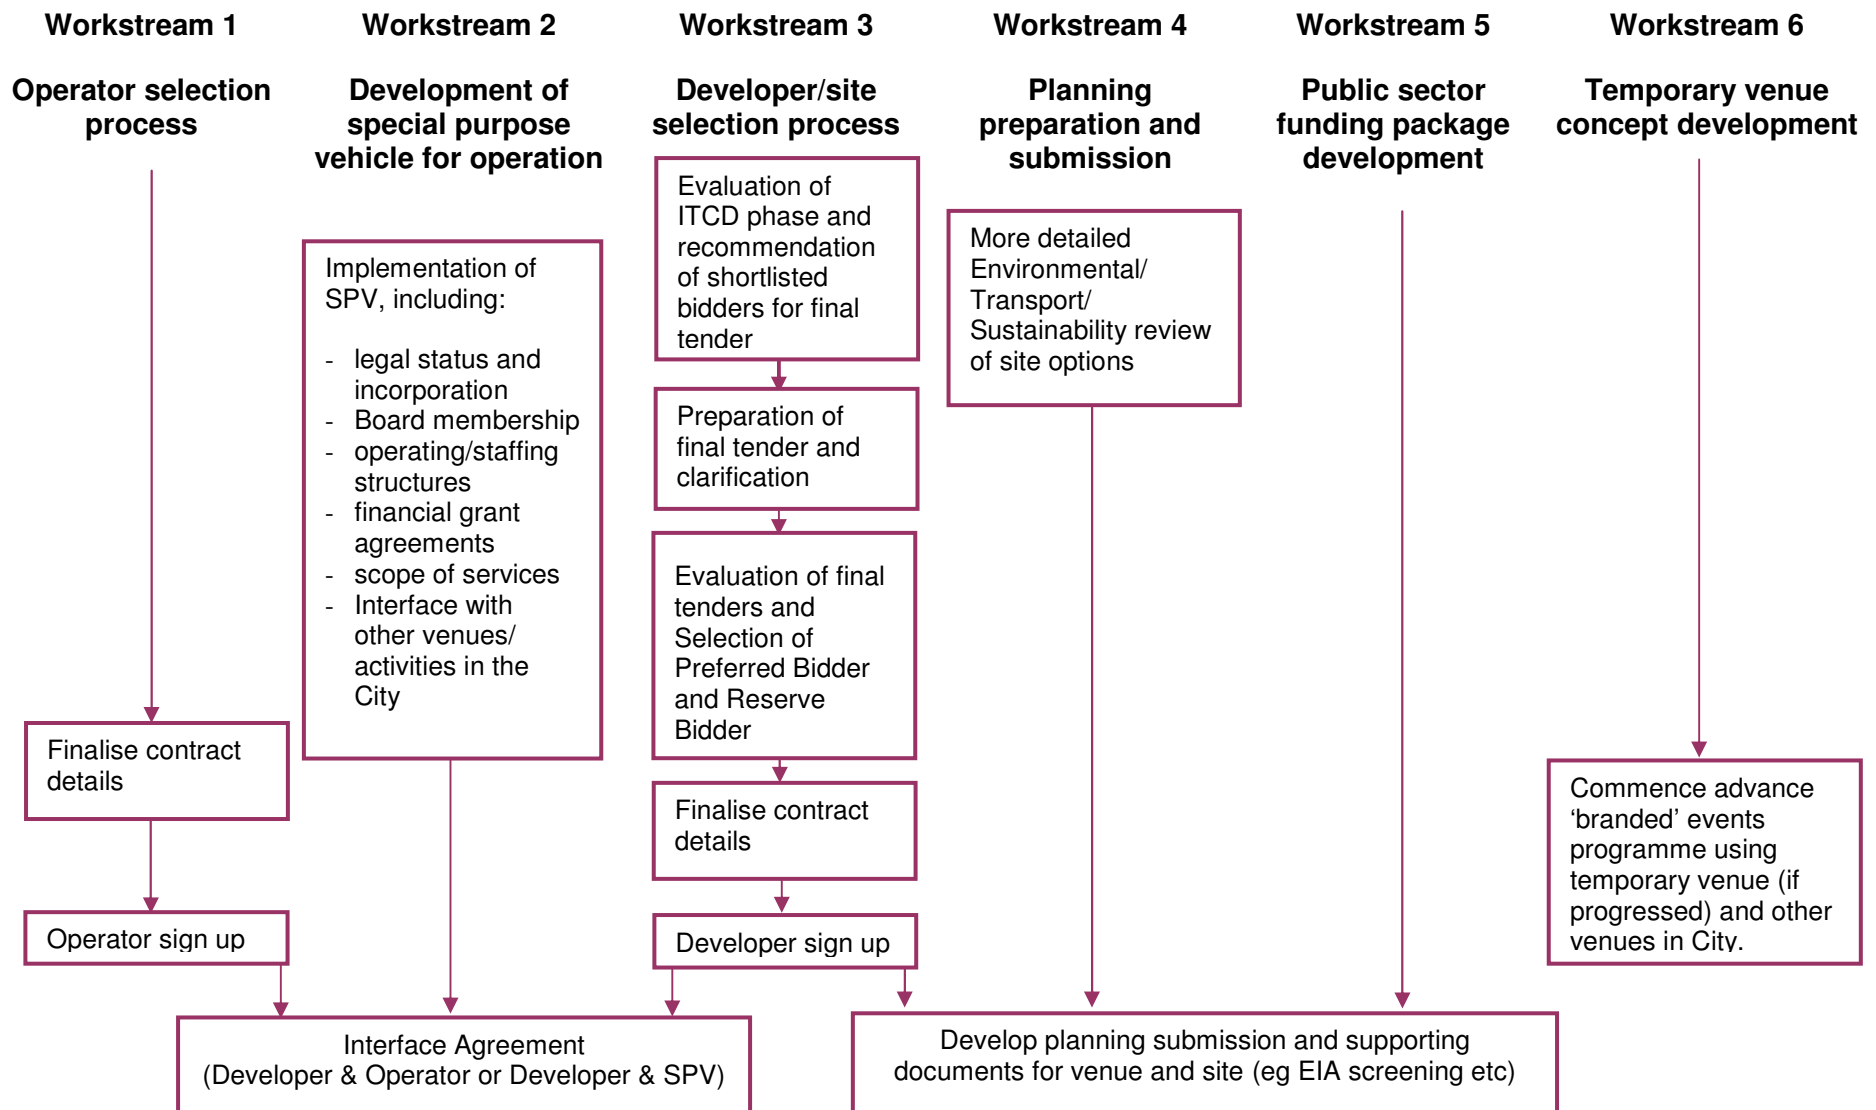 Workstream 1
Operator selection
process
Finalise contract
details
Operator sign up
Workstream 2
Development of
special purpose
vehicle for operation
Implementation of
SPV, including:
- legal status and
incorporation
- Board membership
- operating/staffing
structures
- financial grant
agreements
- scope of services
- Interface with
other venues/
activities in the
City
Workstream 3
Developer/site
selection process
Evaluation of
ITCD phase and
recommendation
of shortlisted
bidders for final
tender
Preparation of
final tender and
clarification
Evaluation of final
tenders and
Selection of
Preferred Bidder
and Reserve
Bidder
Finalise contract
details
Developer sign up
Workstream 4
Planning
preparation and
submission
More detailed
Environmental/
Transport/
Sustainability review
of site options
Workstream 5
Public sector
funding package
development
Workstream 6
Temporary venue
concept development
Commence advance
‘branded’ events
programme using
temporary venue (if
progressed) and other
venues in City.
Interface Agreement
(Developer & Operator or Developer & SPV)
Develop planning submission and supporting
documents for venue and site (eg EIA screening etc)